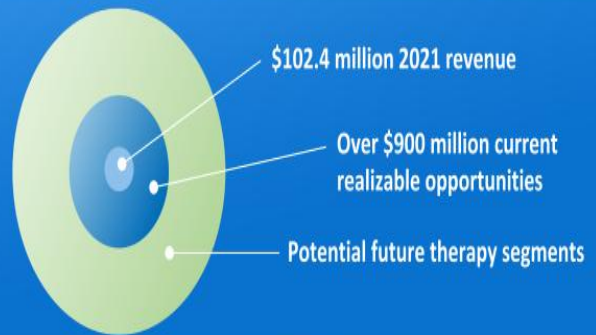 $102.4 million 2021 revenue
Over $900 million current
realizable opportunities
Potential future therapy segments